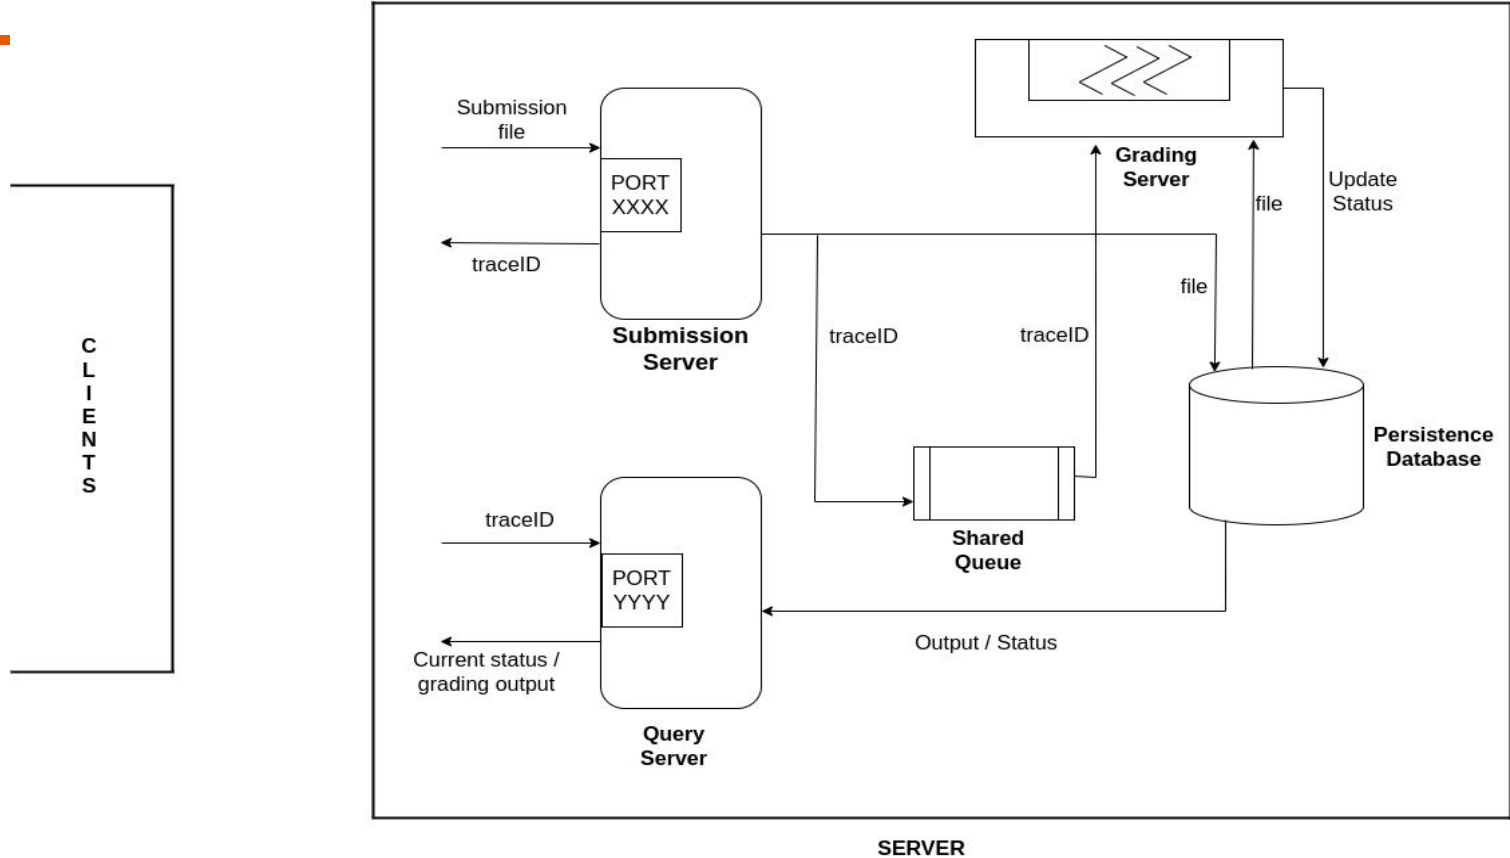 Submission
file
PORT
XXXX
traceID
Submission
Server
Grading
Server
file
Update
Status
file
traceID
traceID
C
L
I
E
N
T
S
Persistence
Database
Shared
Queue
traceID
PORT
YYYY
Current status /
grading output
Output / Status
Query
Server
SERVER